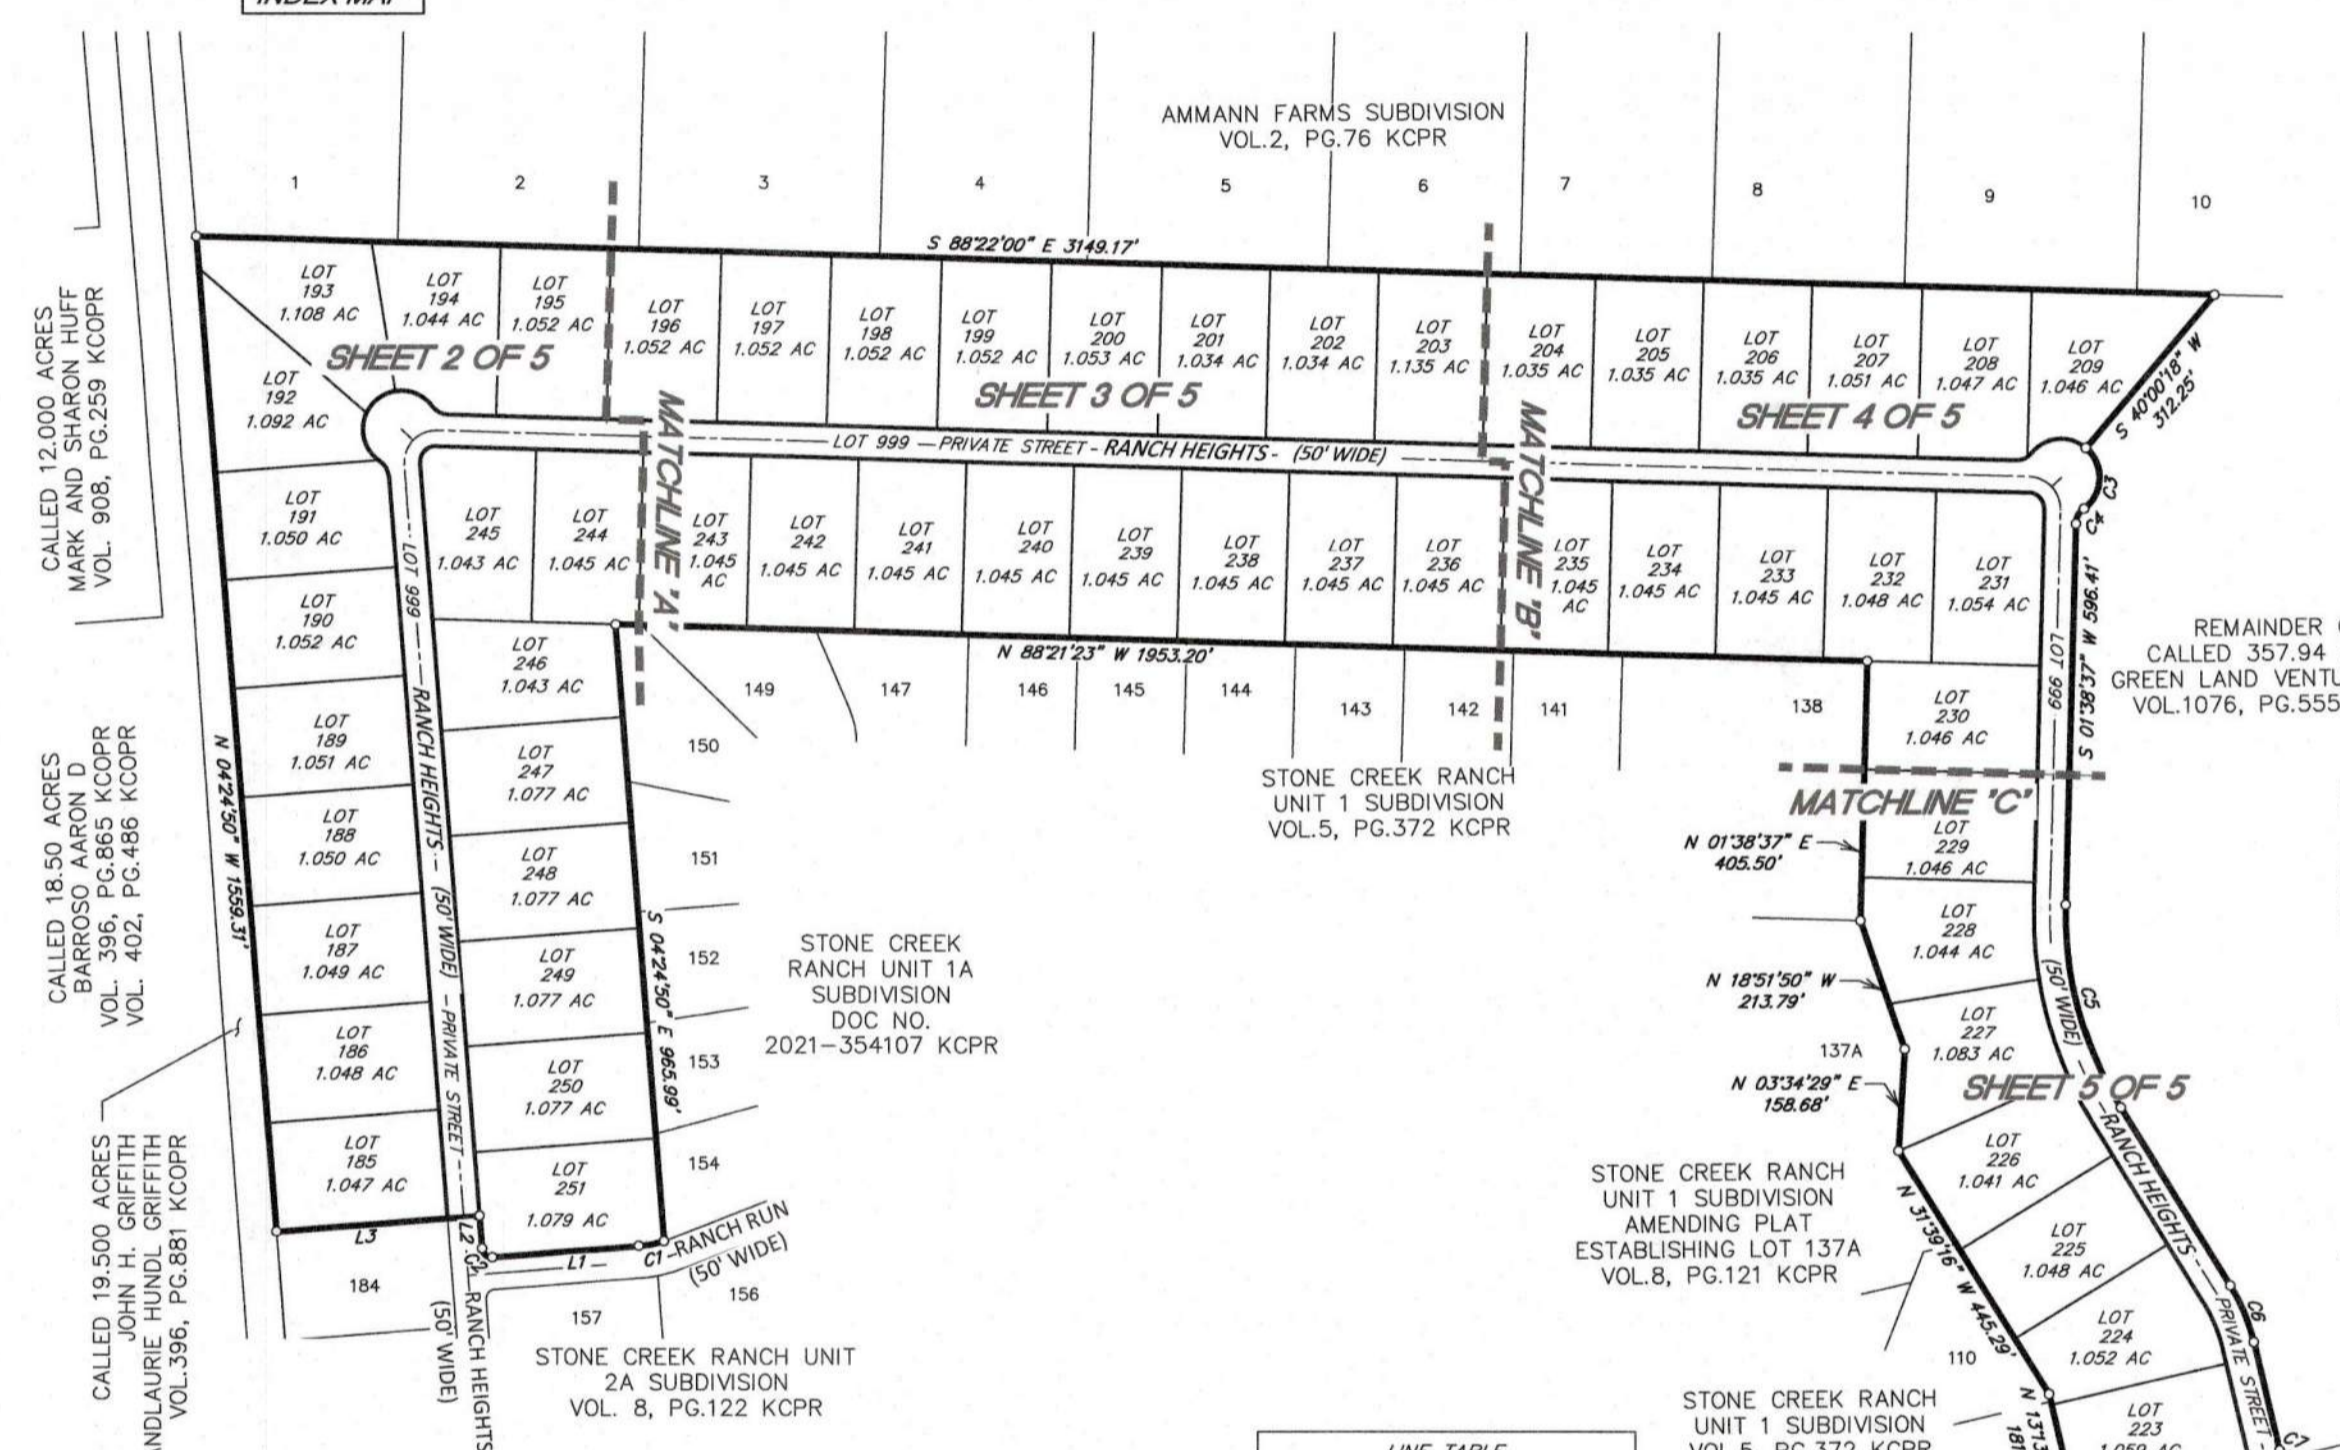 INDEX MAP
AMMANN FARMS SUBDIVISION
VOL.2, PG.76 KCPR
1
2
3
4
5
6
7
8
9
10
S 88°22'00" E 3149.17'
CALLED 12.000 ACRES
MARK AND SHARON HUFF
VOL. 908, PG.259 KCOPR
LOT
193
1.108 AC
LOT
194
1.044 AC
LOT
195
1.052 AC
LOT
196
1.052 AC
LOT
197
1.052 AC
LOT
198
1.052 AC
LOT
199
1.052 AC
LOT
200
1.053 AC
LOT
201
1.034 AC
LOT
202
1.034 AC
LOT
203
1.135 AC
LOT
204
1.035 AC
LOT
205
1.035 AC
LOT
206
1.035 AC
LOT
207
1.051 AC
LOT
208
1.047 AC
LOT
209
1.046 AC
S 40°00'18" W
312.25'
SHEET 2 OF 5
SHEET 3 OF 5
SHEET 4 OF 5
LOT
192
1.092 AC
MATCHLINE 'A'
MATCHLINE 'B'
LOT 999 — PRIVATE STREET - RANCH HEIGHTS - (50' WIDE)
C3
C4
LOT
191
1.050 AC
LOT
245
1.043 AC
LOT
244
1.045 AC
LOT
243
1.045
AC
LOT
242
1.045 AC
LOT
241
1.045 AC
LOT
240
1.045 AC
LOT
239
1.045 AC
LOT
238
1.045 AC
LOT
237
1.045 AC
LOT
236
1.045 AC
LOT
235
1.045
AC
LOT
234
1.045 AC
LOT
233
1.045 AC
LOT
232
1.048 AC
LOT
231
1.054 AC
S 01°38'37" W 596.41'
LOT 999
REMAINDER
CALLED 357.94
GREEN LAND
VOL.1076, PG.555
LOT
190
1.052 AC
LOT 999 — RANCH HEIGHTS - (50' WIDE) - PRIVATE STREET
LOT
246
1.043 AC
N 88°21'23" W 1953.20'
149
147
146
145
144
143
142
141
138
LOT
230
1.046 AC
LOT
189
1.051 AC
LOT
247
1.077 AC
150
STONE CREEK RANCH
UNIT 1 SUBDIVISION
VOL.5, PG.372 KCPR
MATCHLINE 'C'
CALLED 18.50 ACRES
BARROSO AARON D
VOL. 396, PG.865 KCOPR
VOL. 402, PG.486 KCOPR
N 04°24'50" W 1559.31'
LOT
188
1.050 AC
LOT
248
1.077 AC
151
N 01°38'37" E
405.50'
LOT
229
1.046 AC
LOT
187
1.049 AC
LOT
249
1.077 AC
S 04°24'50" E 965.99'
152
STONE CREEK
RANCH UNIT 1A
SUBDIVISION
DOC NO.
2021-354107 KCPR
LOT
228
1.044 AC
N 18°51'50" W
213.79'
(50' WIDE)
C5
LOT
186
1.048 AC
LOT
250
1.077 AC
153
137A
LOT
227
1.083 AC
N 03°34'29" E
158.68'
SHEET 5 OF 5
RANCH HEIGHTS
CALLED 19.500 ACRES
JOHN H. GRIFFITH
ANDLAURIE HUNDL GRIFFITH
VOL.396, PG.881 KCOPR
LOT
185
1.047 AC
LOT
251
1.079 AC
154
STONE CREEK RANCH
UNIT 1 SUBDIVISION
AMENDING PLAT
ESTABLISHING LOT 137A
VOL.8, PG.121 KCPR
LOT
226
1.041 AC
N 31°39'16" W 445.29'
LOT
225
1.048 AC
L3
L2
C2
L1
C1
RANCH RUN
(50' WIDE)
184
157
156
RANCH HEIGHTS
(50' WIDE)
PRIVATE STREET
C6
LOT
224
1.052 AC
110
STONE CREEK RANCH UNIT
2A SUBDIVISION
VOL. 8, PG.122 KCPR
STONE CREEK RANCH
UNIT 1 SUBDIVISION
VOL.5, PG.372 KCPR
LOT
223
C7
LINE TABLE